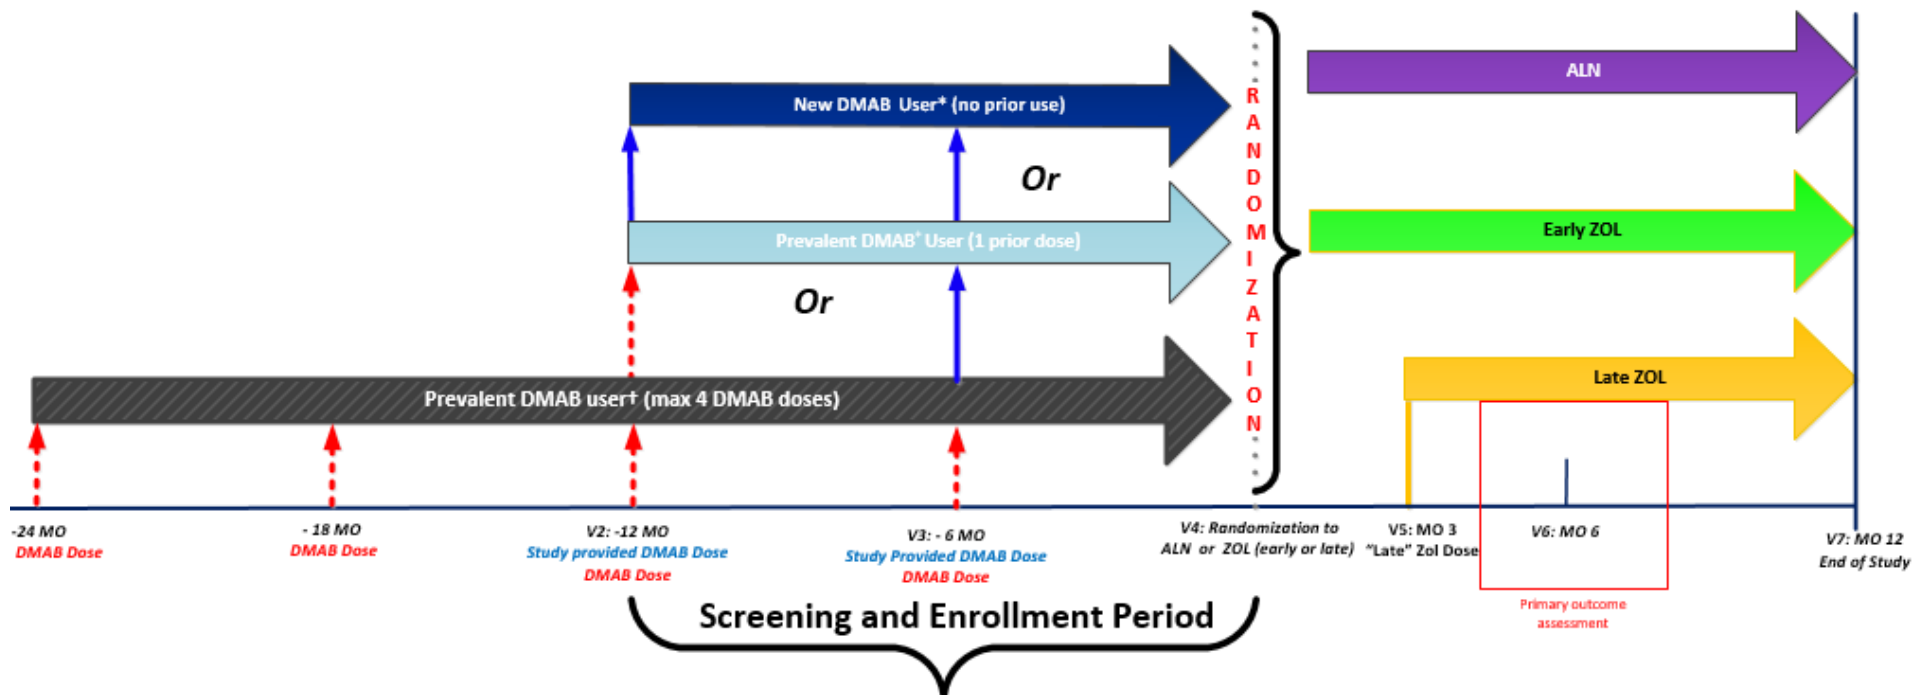 New DMAB User* (no prior use)
Or
Prevalent DMAB+ User (1 prior dose)
Or
Prevalent DMAB user† (max 4 DMAB doses)
RANDOMIZATION
ALN
Early ZOL
Late ZOL
-24 MO
DMAB Dose
- 18 MO
DMAB Dose
V2: -12 MO
Study provided DMAB Dose
DMAB Dose
V3: - 6 MO
Study Provided DMAB Dose
DMAB Dose
V4: Randomization to
ALN or ZOL (early or late)
V5: MO 3
“Late” Zol Dose
V6: MO 6
Primary outcome
assessment
V7: MO 12
End of Study
Screening and Enrollment Period